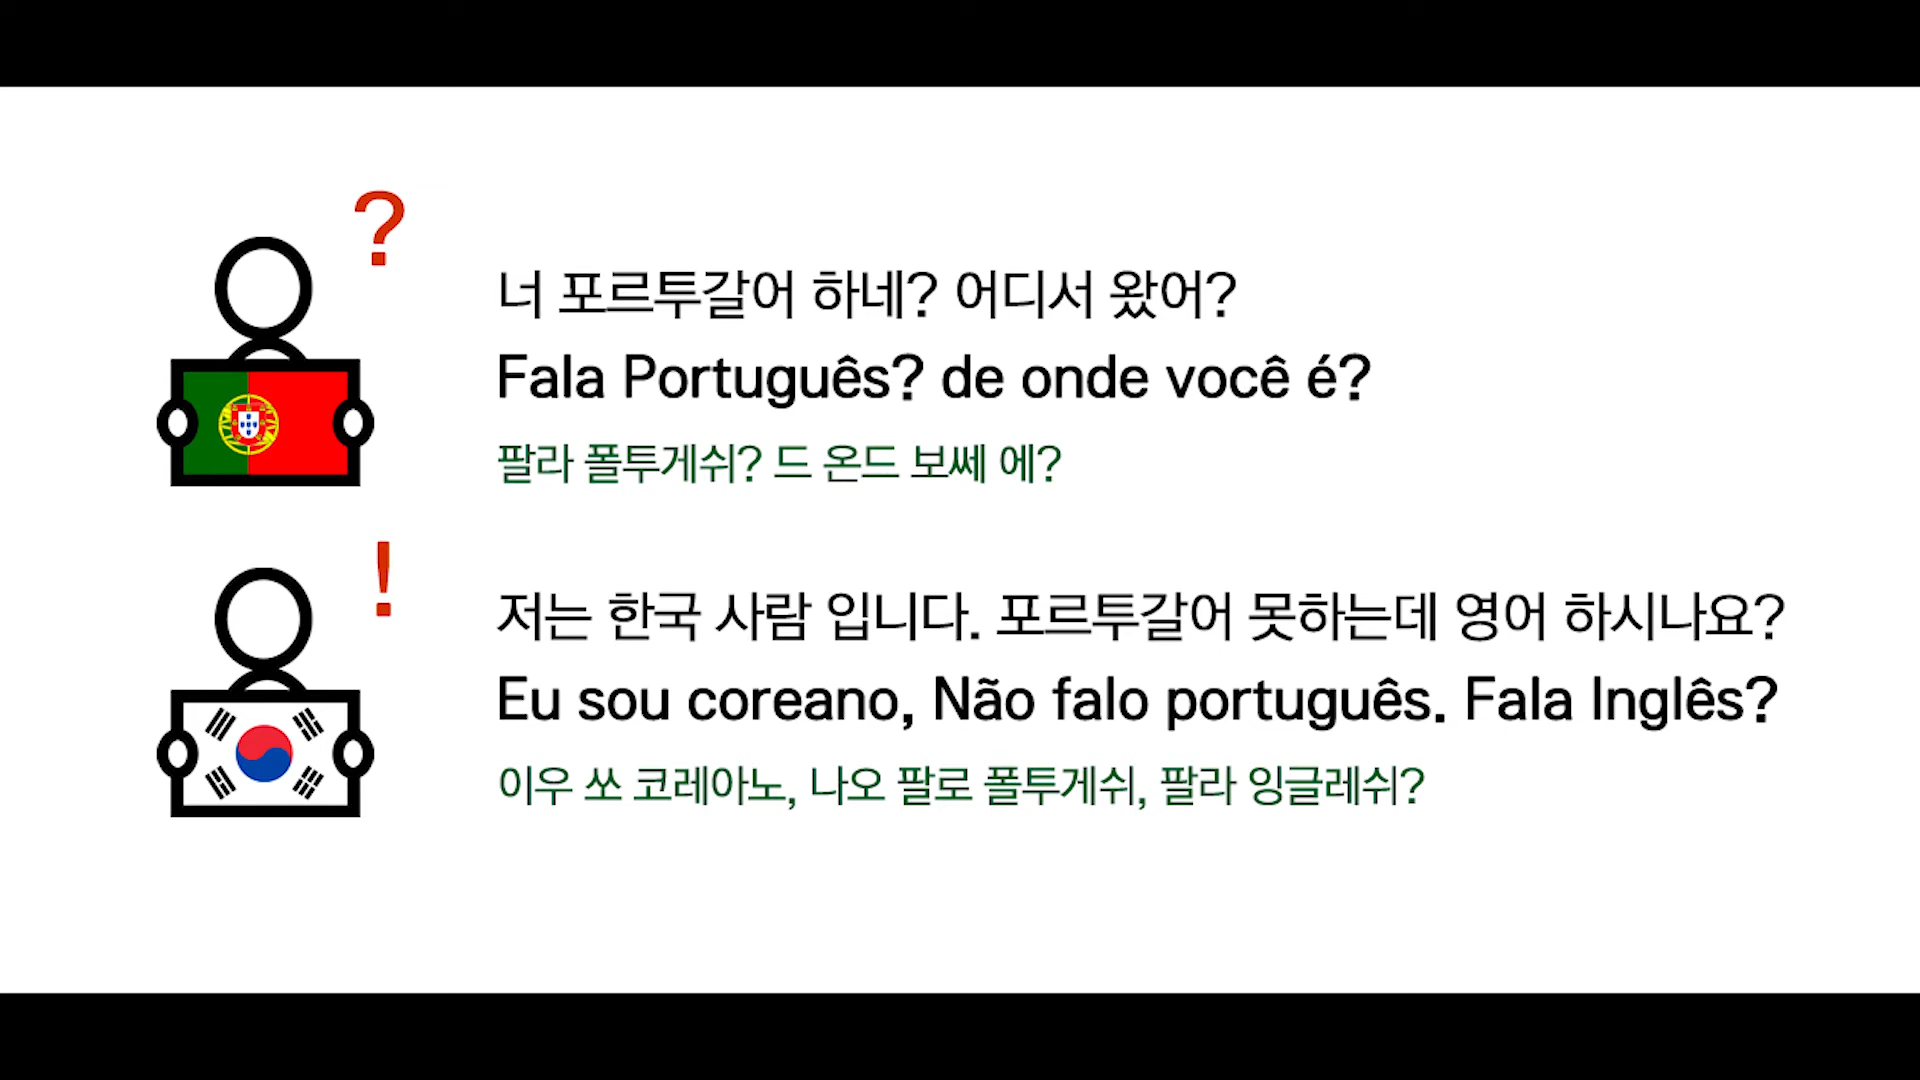 ?
너 포르투갈어 하네? 어디서 왔어?
Fala Português? de onde você é?
팔라 폴투게쉬? 드 온드 보쎄 에?
!
저는 한국 사람 입니다. 포르투갈어 못하는데 영어 하시나요?
Eu sou coreano, Não falo português. Fala Inglês?
이우 쏘 코레아노, 나오 팔로 폴투게쉬, 팔라 잉글레쉬?